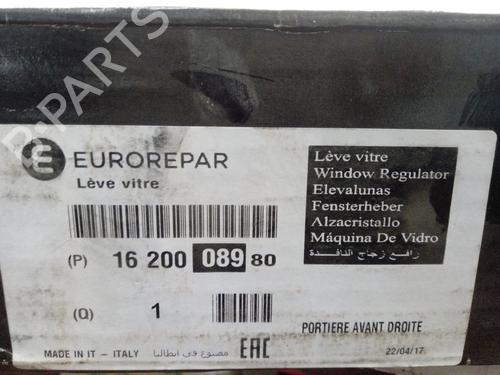 B-PARTS
EUROREPAR
Lève vitre
(P) 16 200 089 80
(Q) 1
MADE IN IT - ITALY مصنوع في ايطاليا EAC
Lève vitre
Window Regulator
Elevalunas
Fensterheber
Alzacristallo
Máquina De Vidro
رافع زجاج النافذة
PORTIERE AVANT DROITE
22/04/17